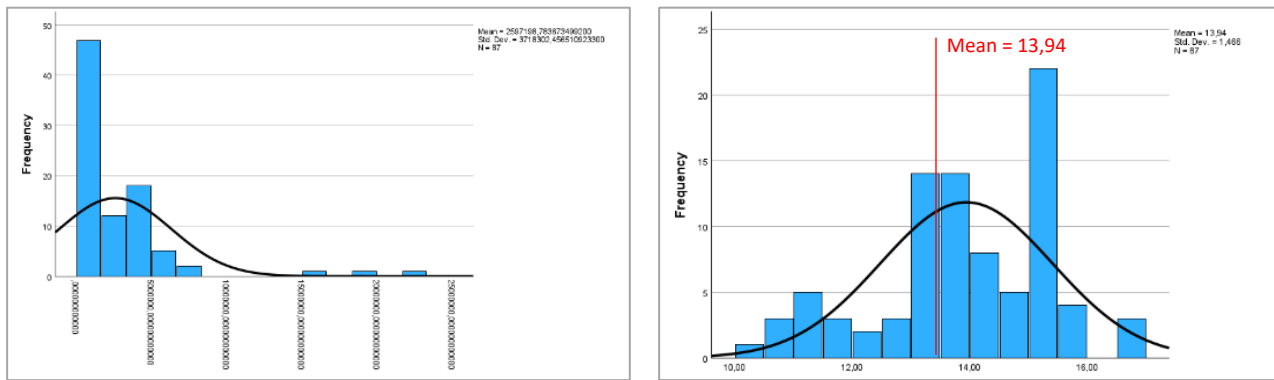 50
40
30
20
10
0
Frequency
Mean = 2597198,783673499200
Std. Dev. = 3718302,456510923300
N = 87
25
20
15
10
5
0
Frequency
10,00
12,00
14,00
16,00
Mean = 13,94
Mean = 13,94
Std. Dev. = 1,466
N = 87